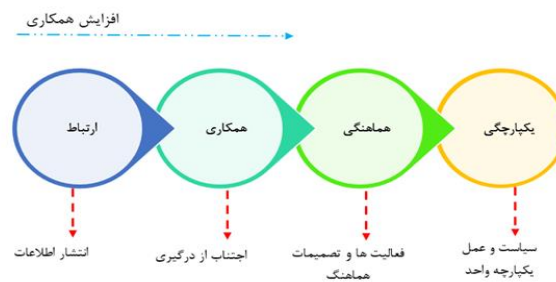 افزایش همکاری
ارتباط
همکاری
هماهنگی
یکپارچگی
انتشار اطلاعات
اجتناب از درگیری
فعالیت ها و تصمیمات
هماهنگ
سیاست و عمل
یکپارچه واحد